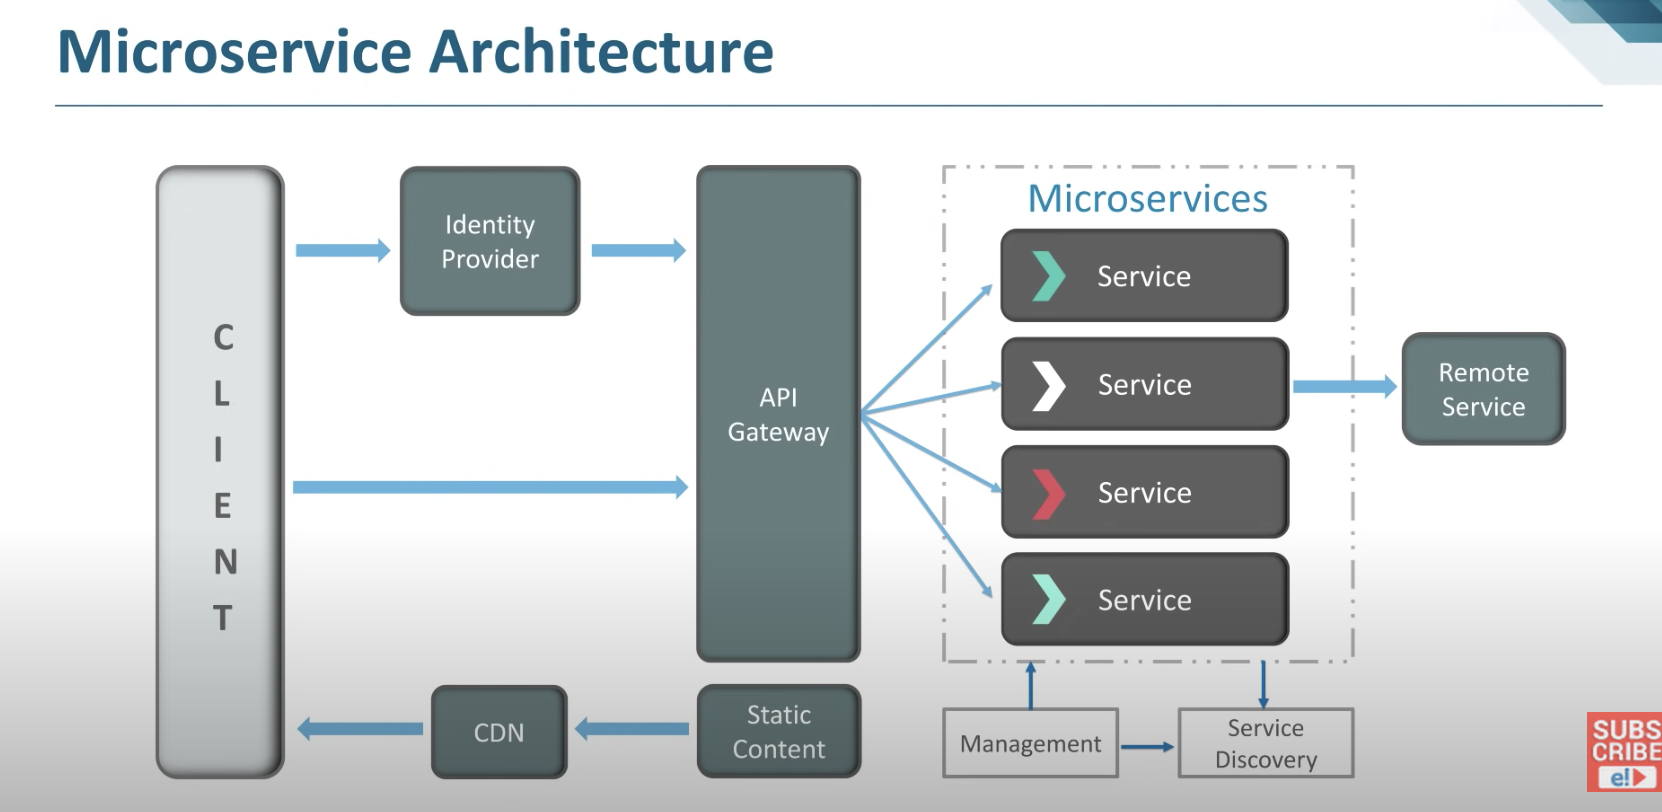 Microservice Architecture
C
L
I
E
N
T
Identity
Provider
API
Gateway
Microservices
Service
Service
Service
Service
Remote
Service
CDN
Static
Content
Management
Service
Discovery
SUBS
CRIBE
e!